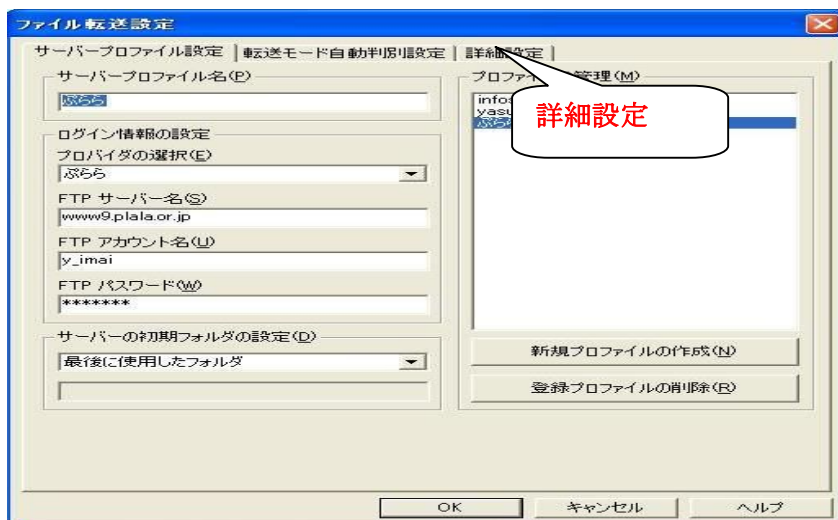 ファイル転送設定
サーバープロファイル設定
転送モード自動判別設定
詳細設定
サーバープロファイル名(P)
ぷらら
ログイン情報の設定
プロバイダの選択(E)
ぷらら
FTP サーバー名(S)
www9.plala.or.jp
FTP アカウント名(U)
y_imai
FTP パスワード(W)
*******
サーバーの初期フォルダの設定(D)
最後に使用したフォルダ
プロファイル
管理(M)
詳細設定
新規プロファイルの作成(N)
登録プロファイルの削除(R)
OK
キャンセル
ヘルプ